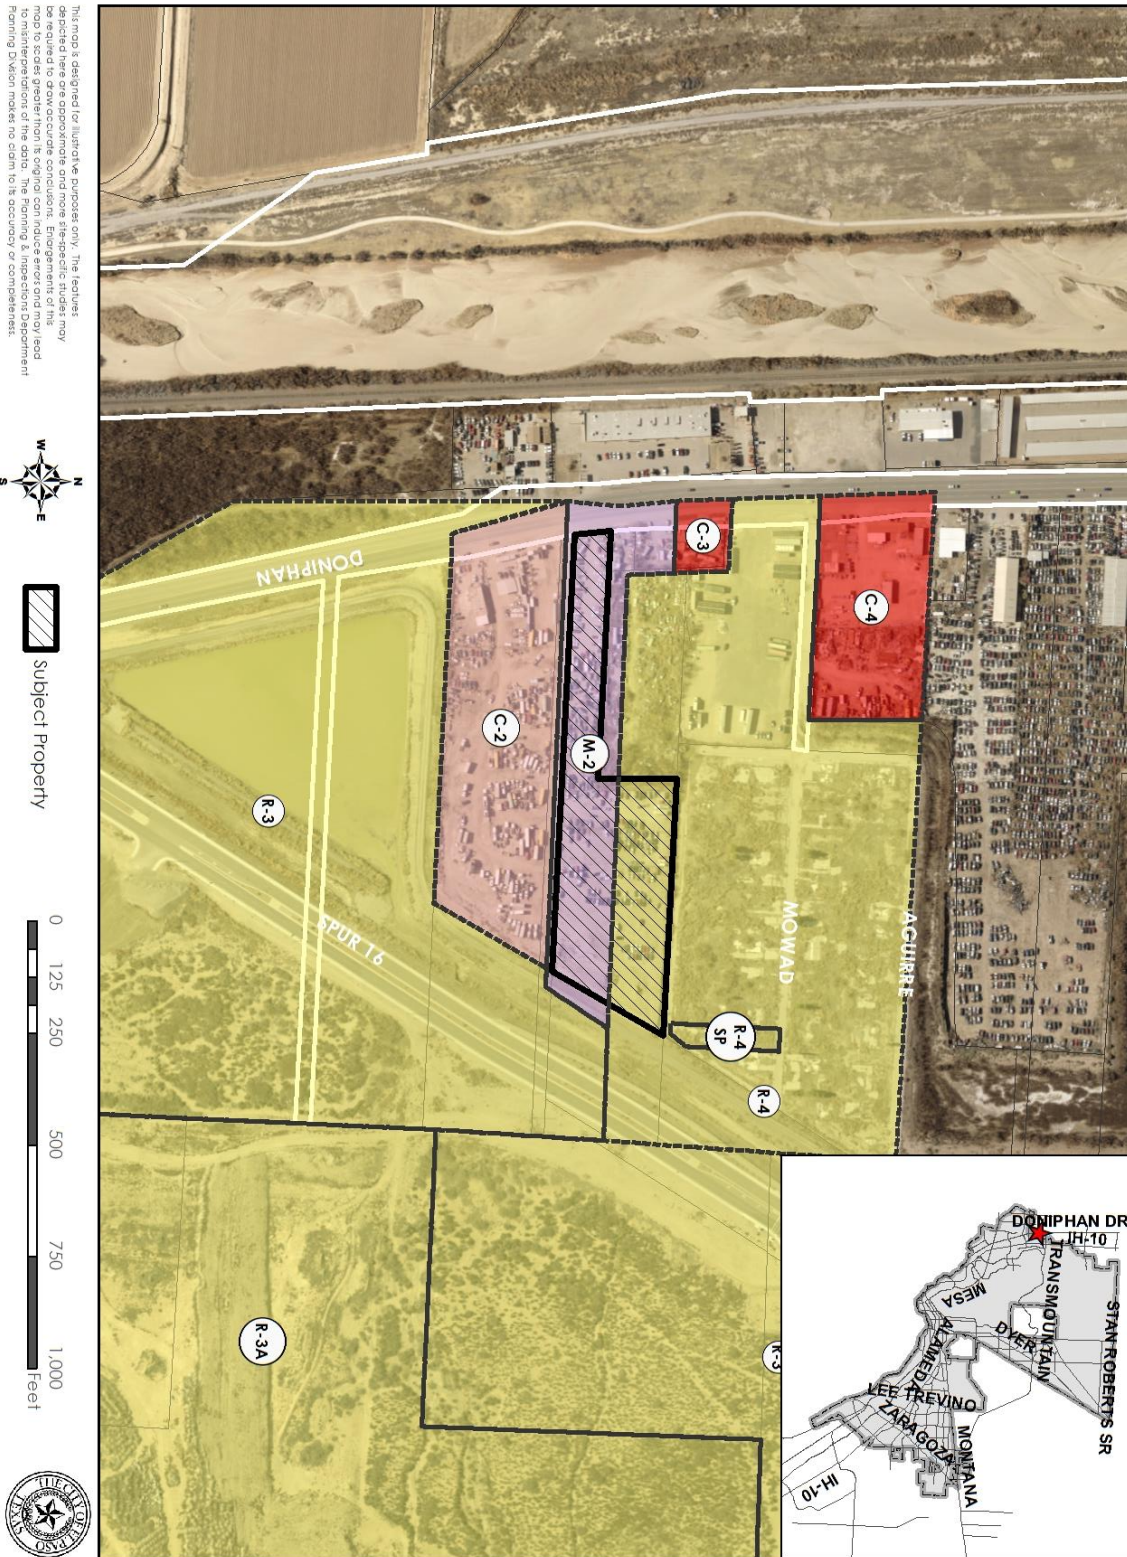 This map is designed for illustrative purposes only. The features
depicted here are approximate and more site-specific studies may
be required to draw accurate conclusions. Enlargements of this
map to scales greater than its original can induce errors and may lead
to misinterpretations of the data. The Planning & Inspections Department
Planning Division makes no claim to its accuracy or completeness.
N
W
E
S
Subject Property
0 125 250 500 750 1,000
Feet
THE CITY OF EL PASO
TEXAS
DONIPHAN
SPUR 16
MOWAD
AGUIRRE
C-3
C-4
C-2
M-2
R-3
R-4
SP
R-4
R-3A
R-3
DONIPHAN DR
IH-10
TRANSMOUNTAIN
STAN ROBERTS SR
MESA
DYER
ALAMEDA
LEE TREVINO
ZARAGOZA
MONTANA
IH-10